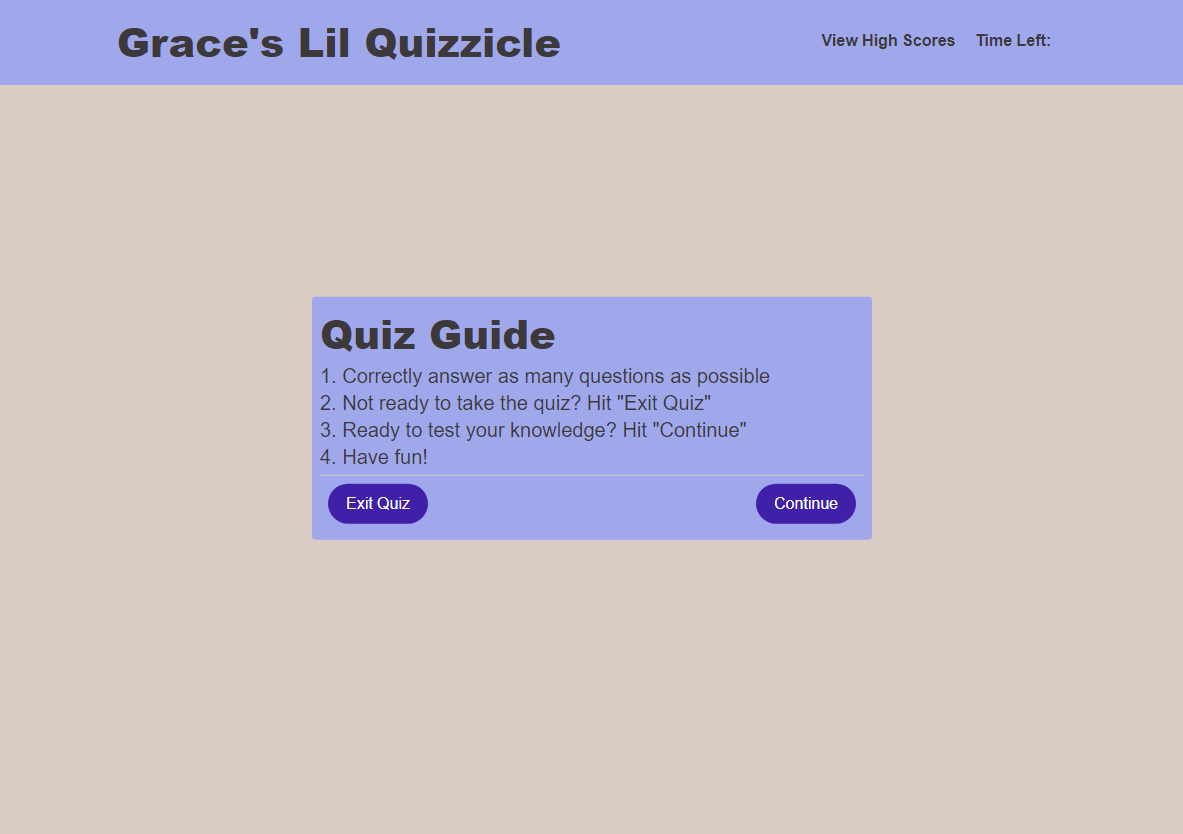 Grace's Lil Quizzicle
View High Scores
Time Left:
Quiz Guide
1. Correctly answer as many questions as possible
2. Not ready to take the quiz? Hit "Exit Quiz"
3. Ready to test your knowledge? Hit "Continue"
4. Have fun!
Exit Quiz
Continue